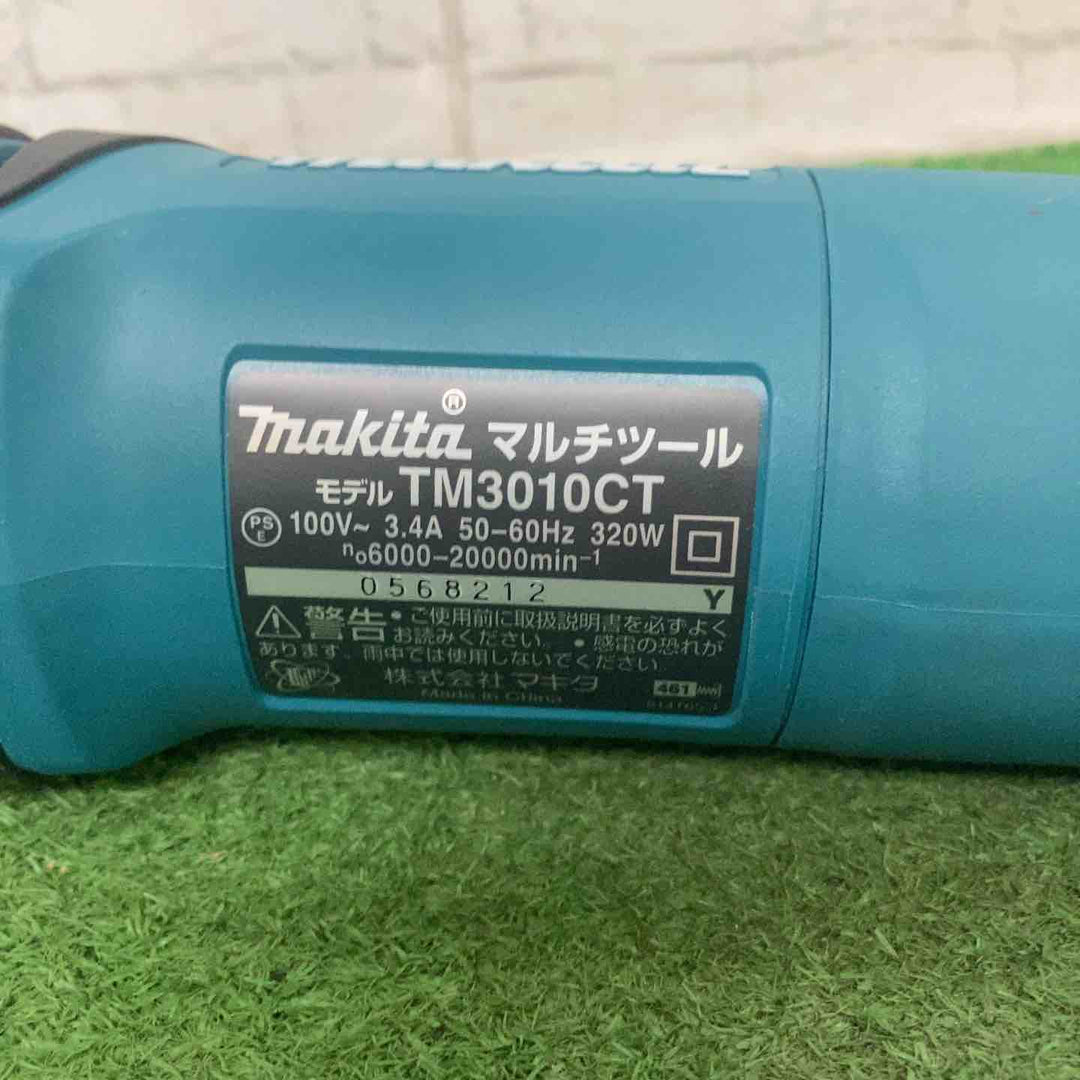 makita® マルチツール
モデル TM3010CT
PS E 100V~ 3.4A 50-60Hz 320W
no6000-20000min-1
0568212 Y
警告 • ご使用前に取扱説明書を必ずよく
お読みください。 • 感電の恐れが
あります。雨中では使用しないでください
株式会社 マキタ 461
Made in China